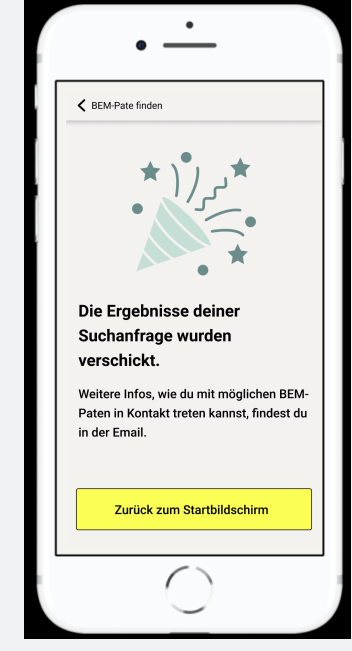 BEM-Pate finden
Die Ergebnisse deiner
Suchanfrage wurden
verschickt.
Weitere Infos, wie du mit möglichen BEM-
Paten in Kontakt treten kannst, findest du
in der Email.
Zurück zum Startbildschirm